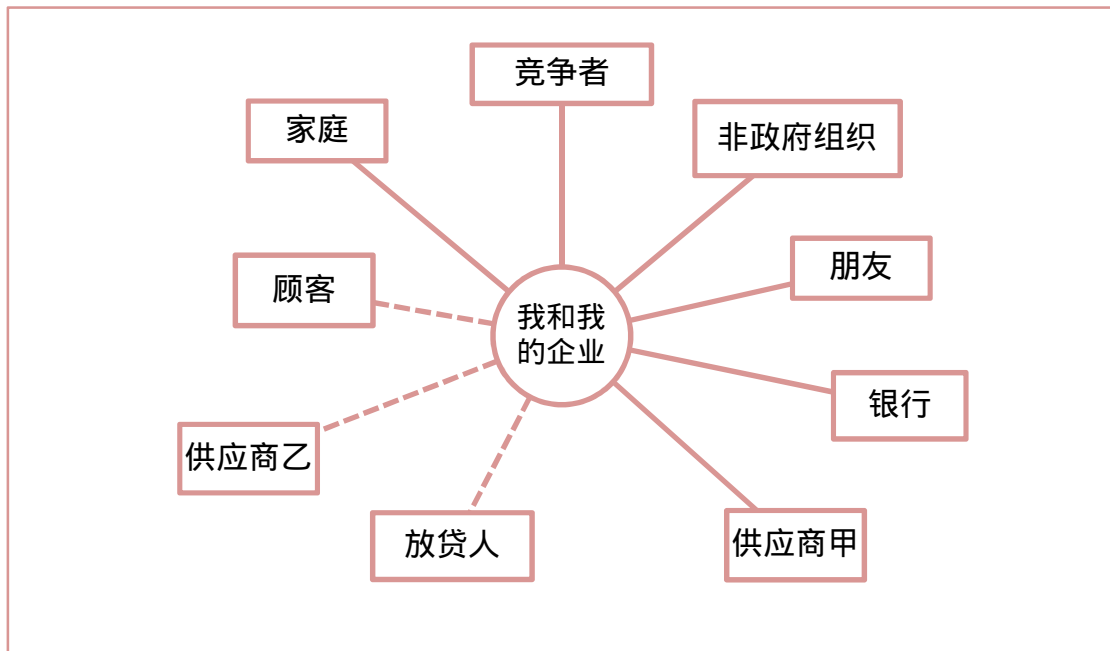 竞争者
家庭
非政府组织
朋友
顾客
我和我
的企业
银行
供应商乙
放贷人
供应商甲